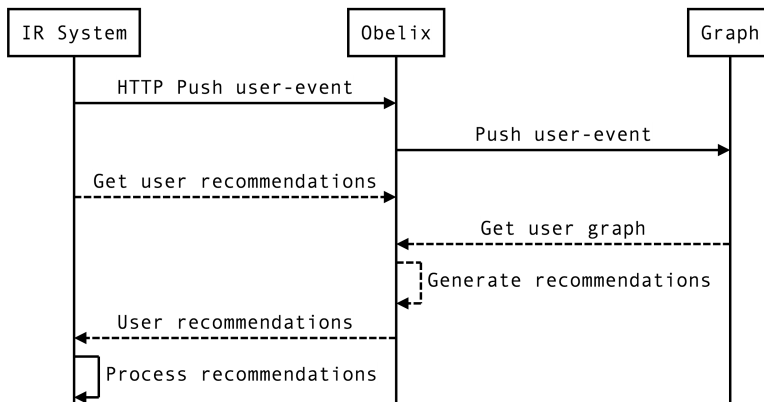 IR System
Obelix
Graph
HTTP Push user-event
Push user-event
Get user recommendations
Get user graph
Generate recommendations
User recommendations
Process recommendations